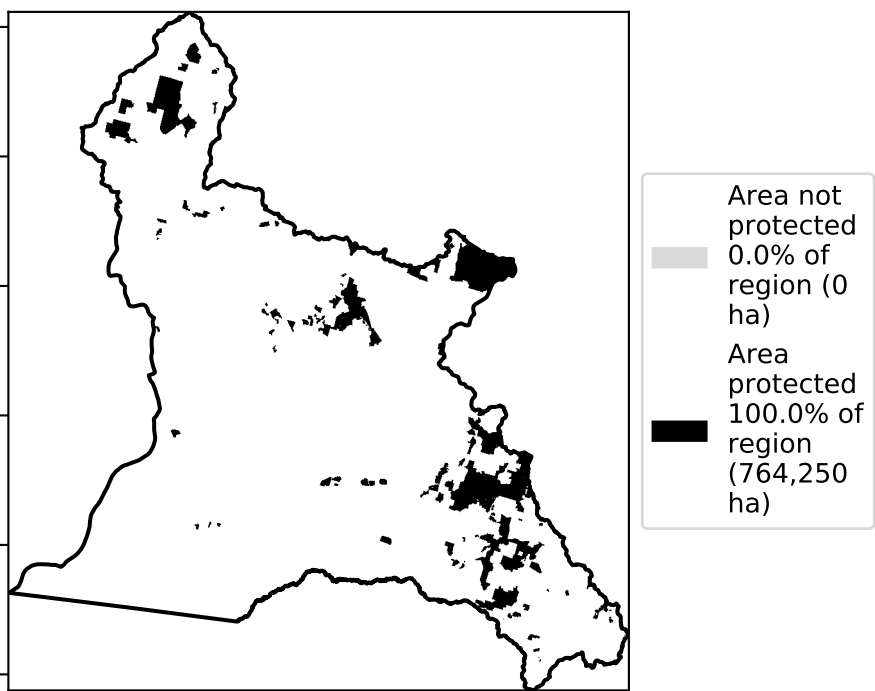 Area not
protected
0.0% of
region (0
ha)
Area
protected
100.0% of
region
(764,250
ha)